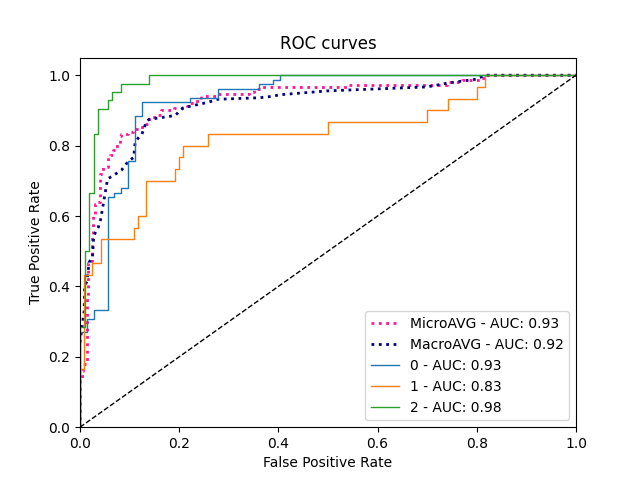 ROC curves
True Positive Rate
1.0
0.8
0.6
0.4
0.2
0.0
MicroAVG - AUC: 0.93
MacroAVG - AUC: 0.92
0 - AUC: 0.93
1 - AUC: 0.83
2 - AUC: 0.98
0.0 0.2 0.4 0.6 0.8 1.0
False Positive Rate